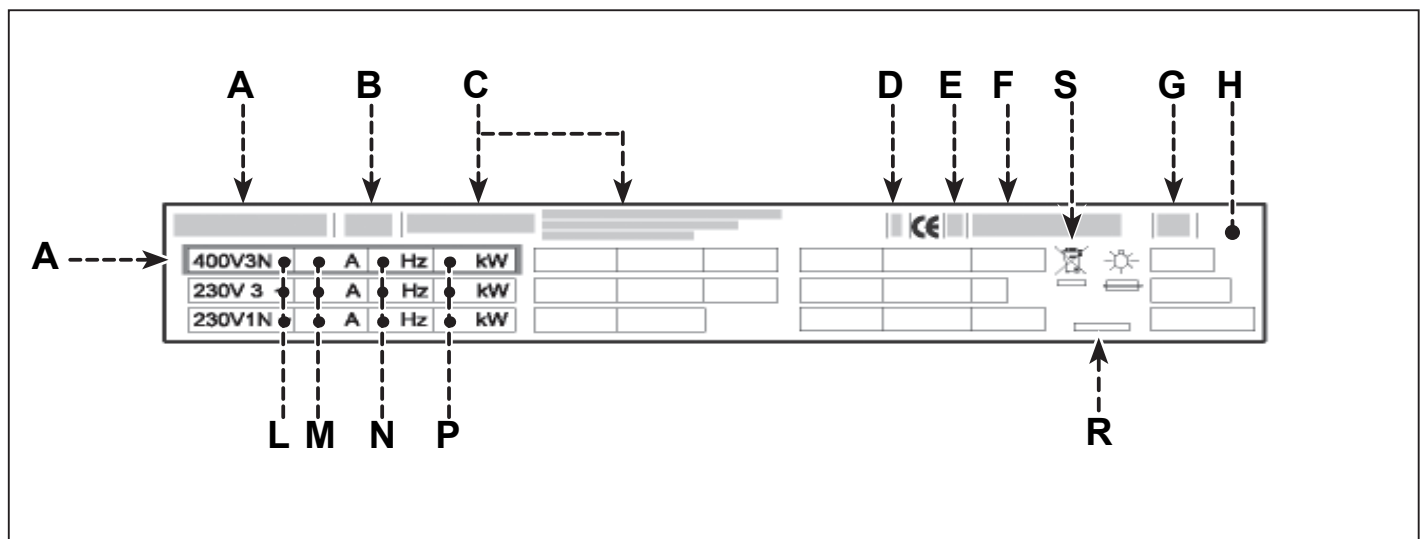 A B C D E F S G H
CE
A 400V3N A Hz kW
230V 3 A Hz kW
230V1N A Hz kW
L M N P R